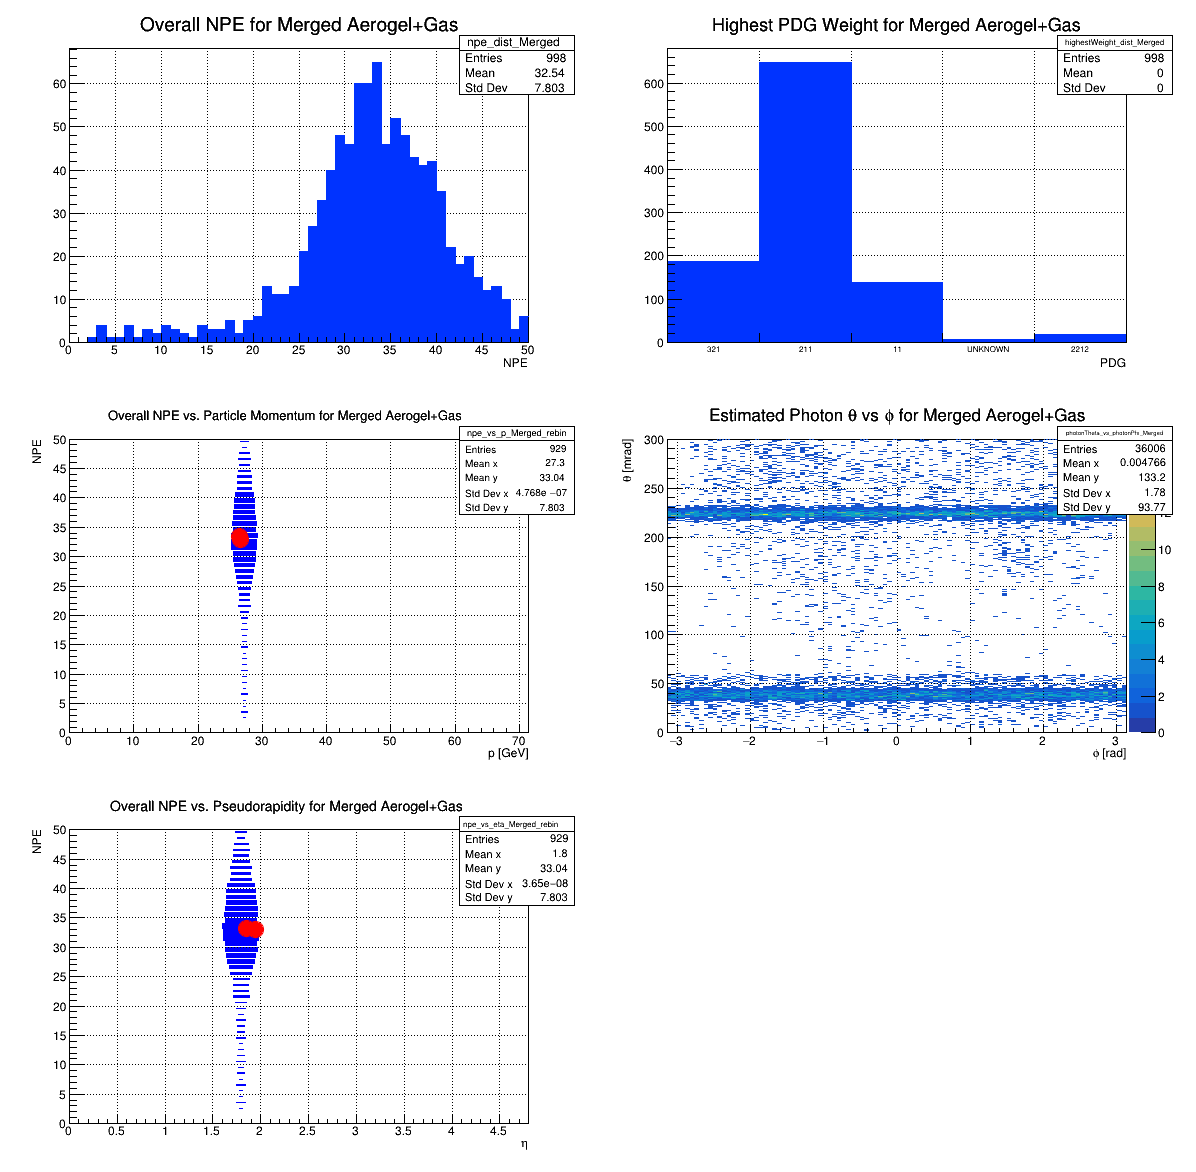 Overall NPE for Merged Aerogel+Gas
npe_dist_Merged
Entries 998
Mean 32.54
Std Dev 7.803
60
50
40
30
20
10
0
0 5 10 15 20 25 30 35 40 45 50
NPE
Highest PDG Weight for Merged Aerogel+Gas
highestWeight_dist_Merged
Entries 998
Mean 0
Std Dev 0
600
500
400
300
200
100
0
321 211 11 UNKNOWN 2212
PDG
Overall NPE vs. Particle Momentum for Merged Aerogel+Gas
npe_vs_p_Merged_rebin
Entries 929
Mean x 27.3
Mean y 33.04
Std Dev x 4.768e −07
Std Dev y 7.803
NPE
50
45
40
35
30
25
20
15
10
5
0
0 10 20 30 40 50 60 70
p [GeV]
Estimated Photon θ vs ϕ for Merged Aerogel+Gas
photonTheta_vs_photonPhi_Merged
Entries 36006
Mean x 0.004766
Mean y 133.2
Std Dev x 1.78
Std Dev y 93.77
θ [mrad]
300
250
200
150
100
50
0
−3 −2 −1 0 1 2 3
ϕ [rad]
12
10
8
6
4
2
0
Overall NPE vs. Pseudorapidity for Merged Aerogel+Gas
npe_vs_eta_Merged_rebin
Entries 929
Mean x 1.8
Mean y 33.04
Std Dev x 3.65e−08
Std Dev y 7.803
NPE
50
45
40
35
30
25
20
15
10
5
0
0 0.5 1 1.5 2 2.5 3 3.5 4 4.5
η